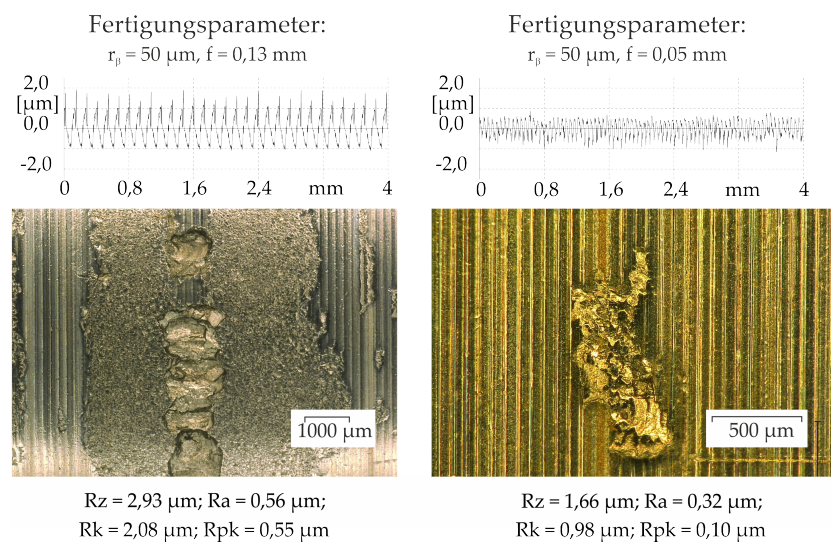 Fertigungsparameter:
r_β = 50 µm, f = 0,13 mm
2,0
[µm]
0,0
-2,0
0 0,8 1,6 2,4 mm 4
1000 µm
Rz = 2,93 µm; Ra = 0,56 µm;
Rk = 2,08 µm; Rpk = 0,55 µm
Fertigungsparameter:
r_β = 50 µm, f = 0,05 mm
2,0
[µm]
0,0
-2,0
0 0,8 1,6 2,4 mm 4
500 µm
Rz = 1,66 µm; Ra = 0,32 µm;
Rk = 0,98 µm; Rpk = 0,10 µm